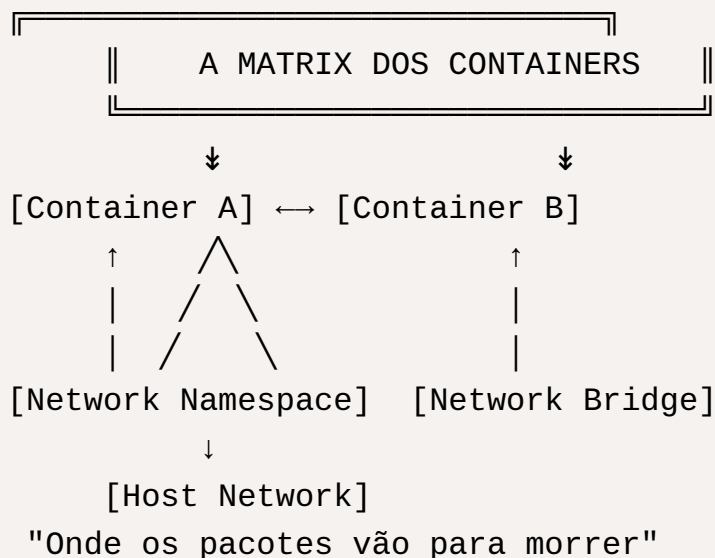 A MATRIX DOS CONTAINERS
[Container A] ←→ [Container B]
[Network Namespace] [Network Bridge]
[Host Network]
"Onde os pacotes vão para morrer"